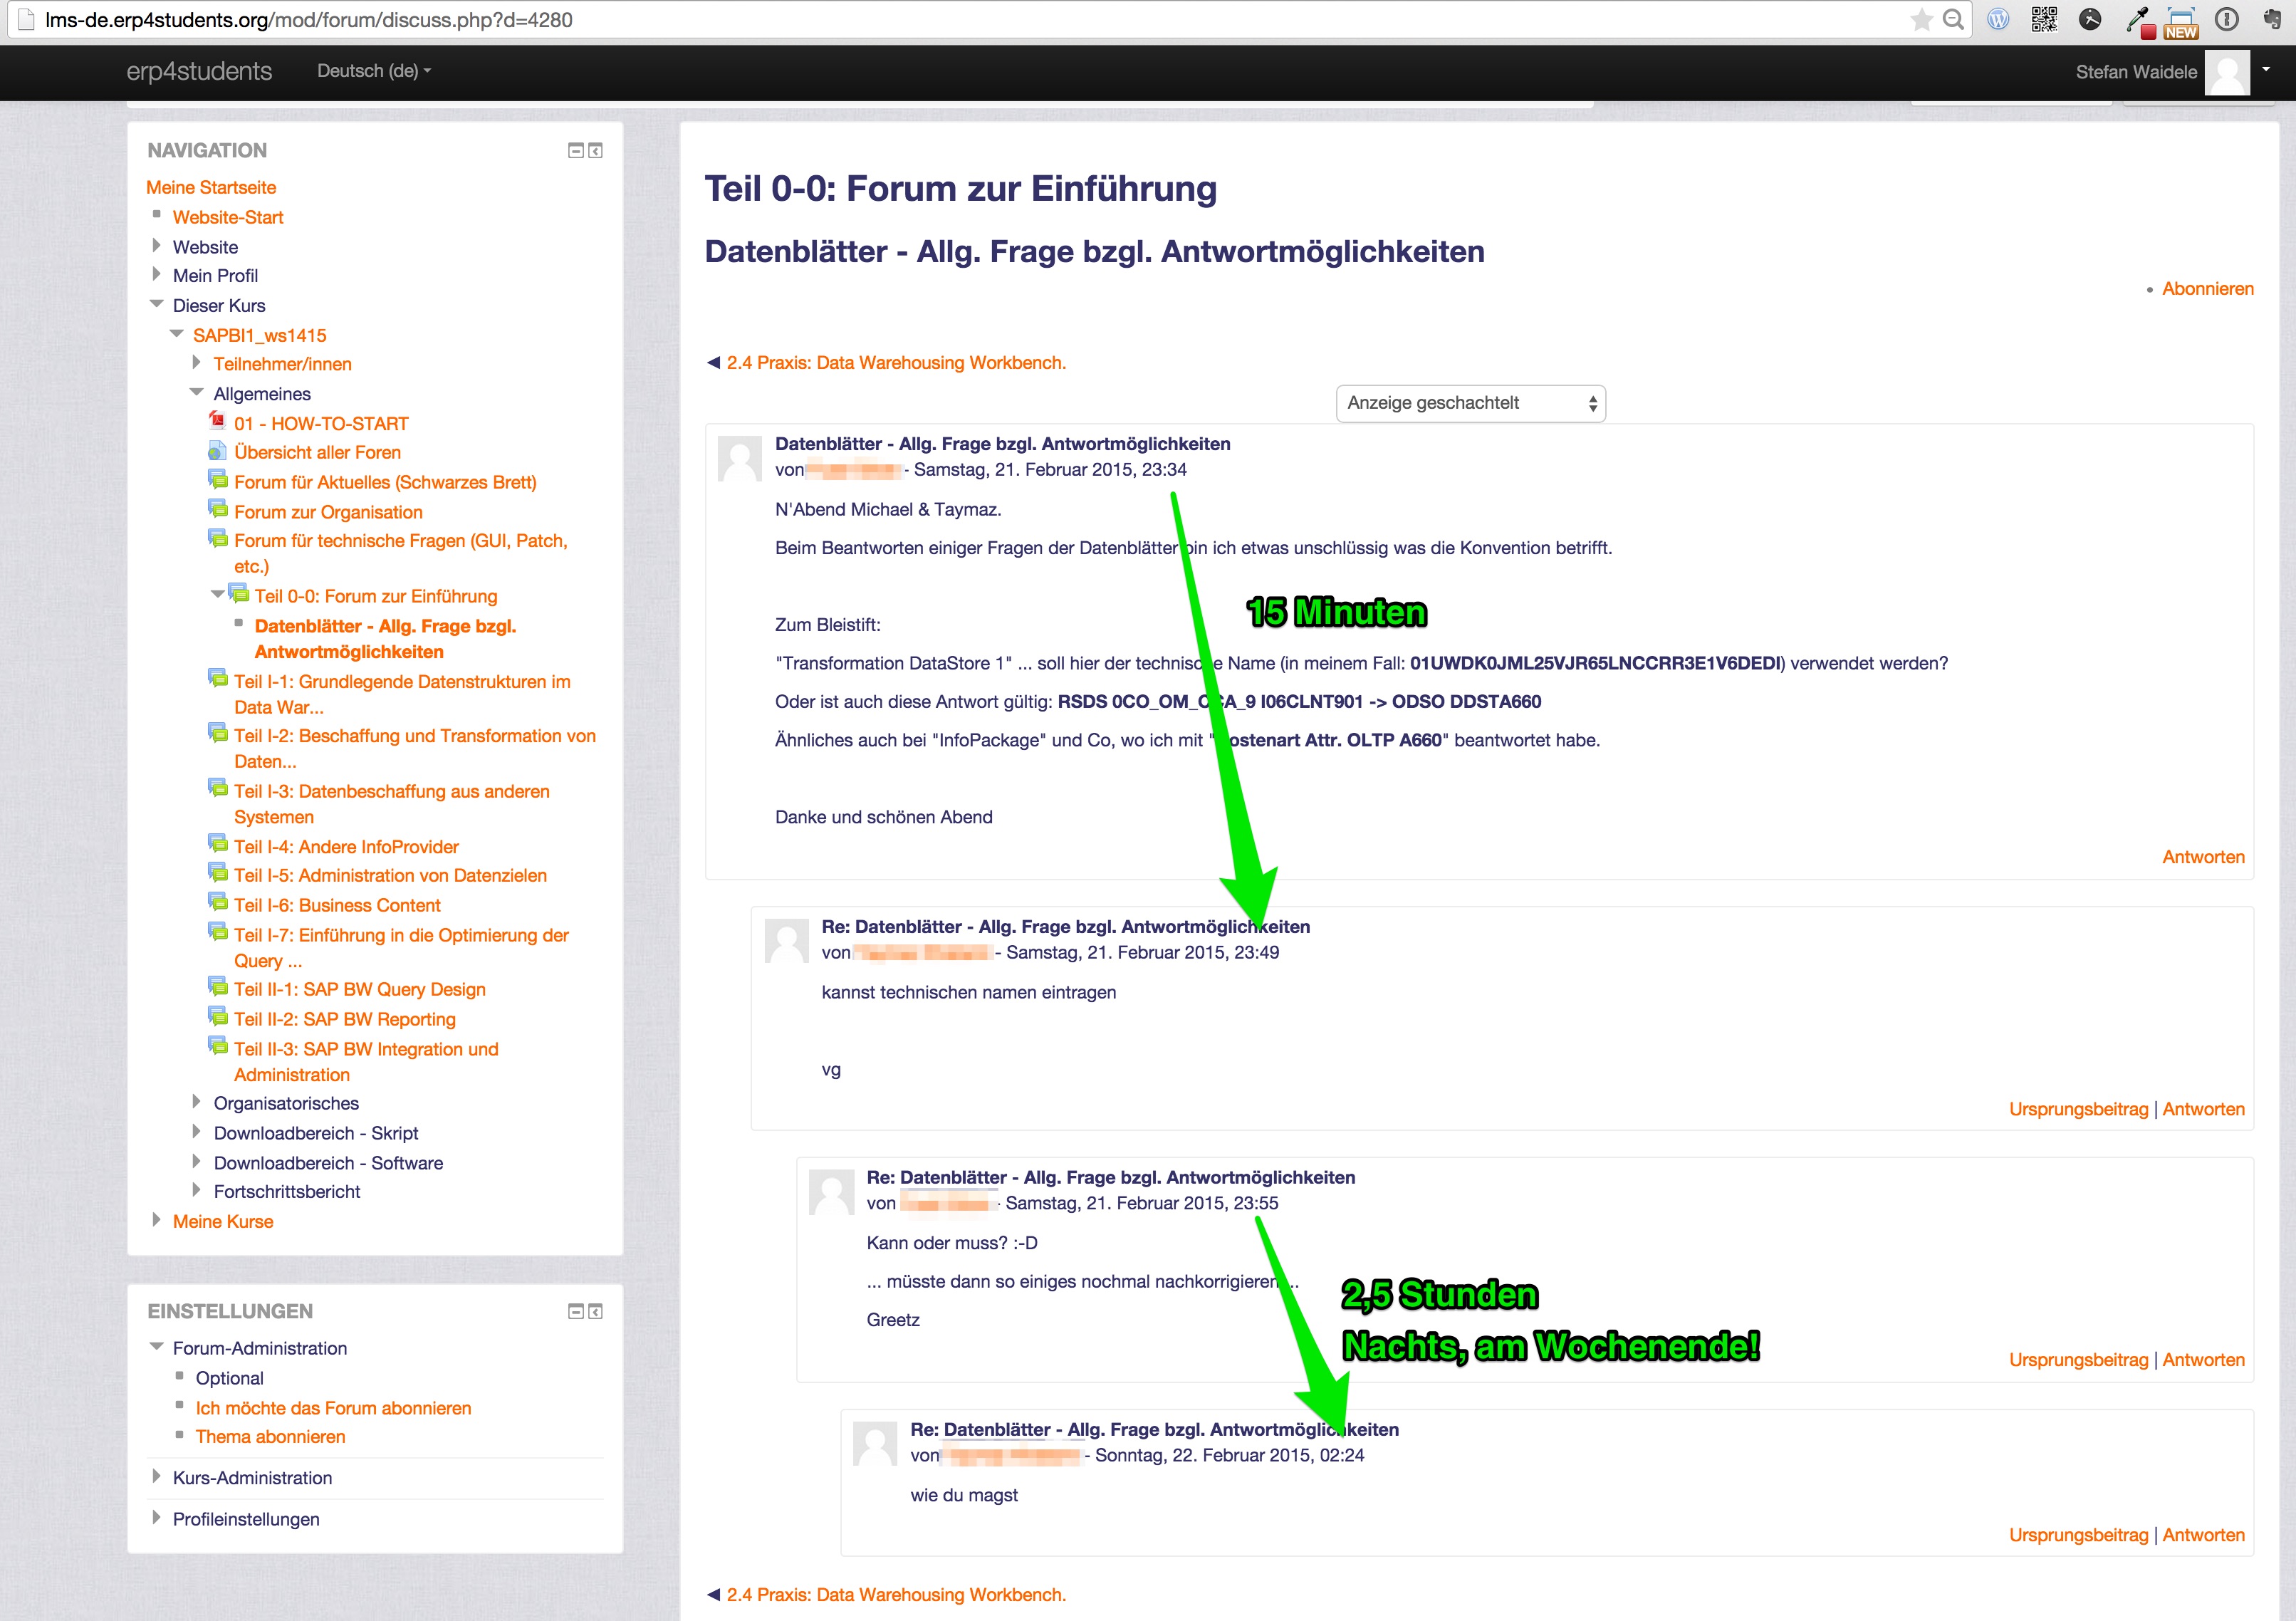 lms-de.erp4students.org/mod/forum/discuss.php?d=4280
NEW
erp4students
Deutsch (de)
Stefan Waidele
NAVIGATION
Meine Startseite
Website-Start
Website
Mein Profil
Dieser Kurs
SAPBI1_ws1415
Teilnehmer/innen
Allgemeines
01 - HOW-TO-START
Übersicht aller Foren
Forum für Aktuelles (Schwarzes Brett)
Forum zur Organisation
Forum für technische Fragen (GUI, Patch,
etc.)
Teil 0-0: Forum zur Einführung
Datenblätter - Allg. Frage bzgl.
Antwortmöglichkeiten
Teil I-1: Grundlegende Datenstrukturen im
Data War...
Teil I-2: Beschaffung und Transformation von
Daten...
Teil I-3: Datenbeschaffung aus anderen
Systemen
Teil I-4: Andere InfoProvider
Teil I-5: Administration von Datenzielen
Teil I-6: Business Content
Teil I-7: Einführung in die Optimierung der
Query ...
Teil II-1: SAP BW Query Design
Teil II-2: SAP BW Reporting
Teil II-3: SAP BW Integration und
Administration
Organisatorisches
Downloadbereich - Skript
Downloadbereich - Software
Fortschrittsbericht
Meine Kurse
EINSTELLUNGEN
Forum-Administration
Optional
Ich möchte das Forum abonnieren
Thema abonnieren
Kurs-Administration
Profileinstellungen
Teil 0-0: Forum zur Einführung
Datenblätter - Allg. Frage bzgl. Antwortmöglichkeiten
Abonnieren
◄ 2.4 Praxis: Data Warehousing Workbench.
Anzeige geschachtelt
Datenblätter - Allg. Frage bzgl. Antwortmöglichkeiten
von - Samstag, 21. Februar 2015, 23:34
N'Abend Michael & Taymaz.
Beim Beantworten einiger Fragen der Datenblätter bin ich etwas unschlüssig was die Konvention betrifft.
15 Minuten
Zum Bleistift:
"Transformation DataStore 1" ... soll hier der technische Name (in meinem Fall: 01UWDK0JML25VJR65LNCCRR3E1V6DEDI) verwendet werden?
Oder ist auch diese Antwort gültig: RSDS 0CO_OM_CCA_9 I06CLNT901 -> ODSO DDSTA660
Ähnliches auch bei "InfoPackage" und Co, wo ich mit "ostenart Attr. OLTP A660" beantwortet habe.
Danke und schönen Abend
Antworten
Re: Datenblätter - Allg. Frage bzgl. Antwortmöglichkeiten
von - Samstag, 21. Februar 2015, 23:49
kannst technischen namen eintragen
vg
Ursprungsbeitrag | Antworten
Re: Datenblätter - Allg. Frage bzgl. Antwortmöglichkeiten
von - Samstag, 21. Februar 2015, 23:55
Kann oder muss? :-D
... müsste dann so einiges nochmal nachkorrigieren ...
Greetz
2,5 Stunden
Nachts, am Wochenende!
Ursprungsbeitrag | Antworten
Re: Datenblätter - Allg. Frage bzgl. Antwortmöglichkeiten
von - Sonntag, 22. Februar 2015, 02:24
wie du magst
Ursprungsbeitrag | Antworten
◄ 2.4 Praxis: Data Warehousing Workbench.